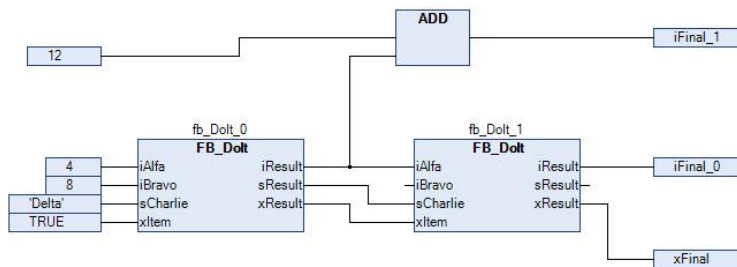 ADD
iFinal_1
12
fb_DoIt_0
fb_DoIt_1
FB_DoIt
FB_DoIt
4
iAlfa
iResult
iAlfa
iResult
iFinal_0
8
iBravo
sResult
iBravo
sResult
'Delta'
sCharlie
xResult
sCharlie
xResult
TRUE
xItem
xItem
xFinal